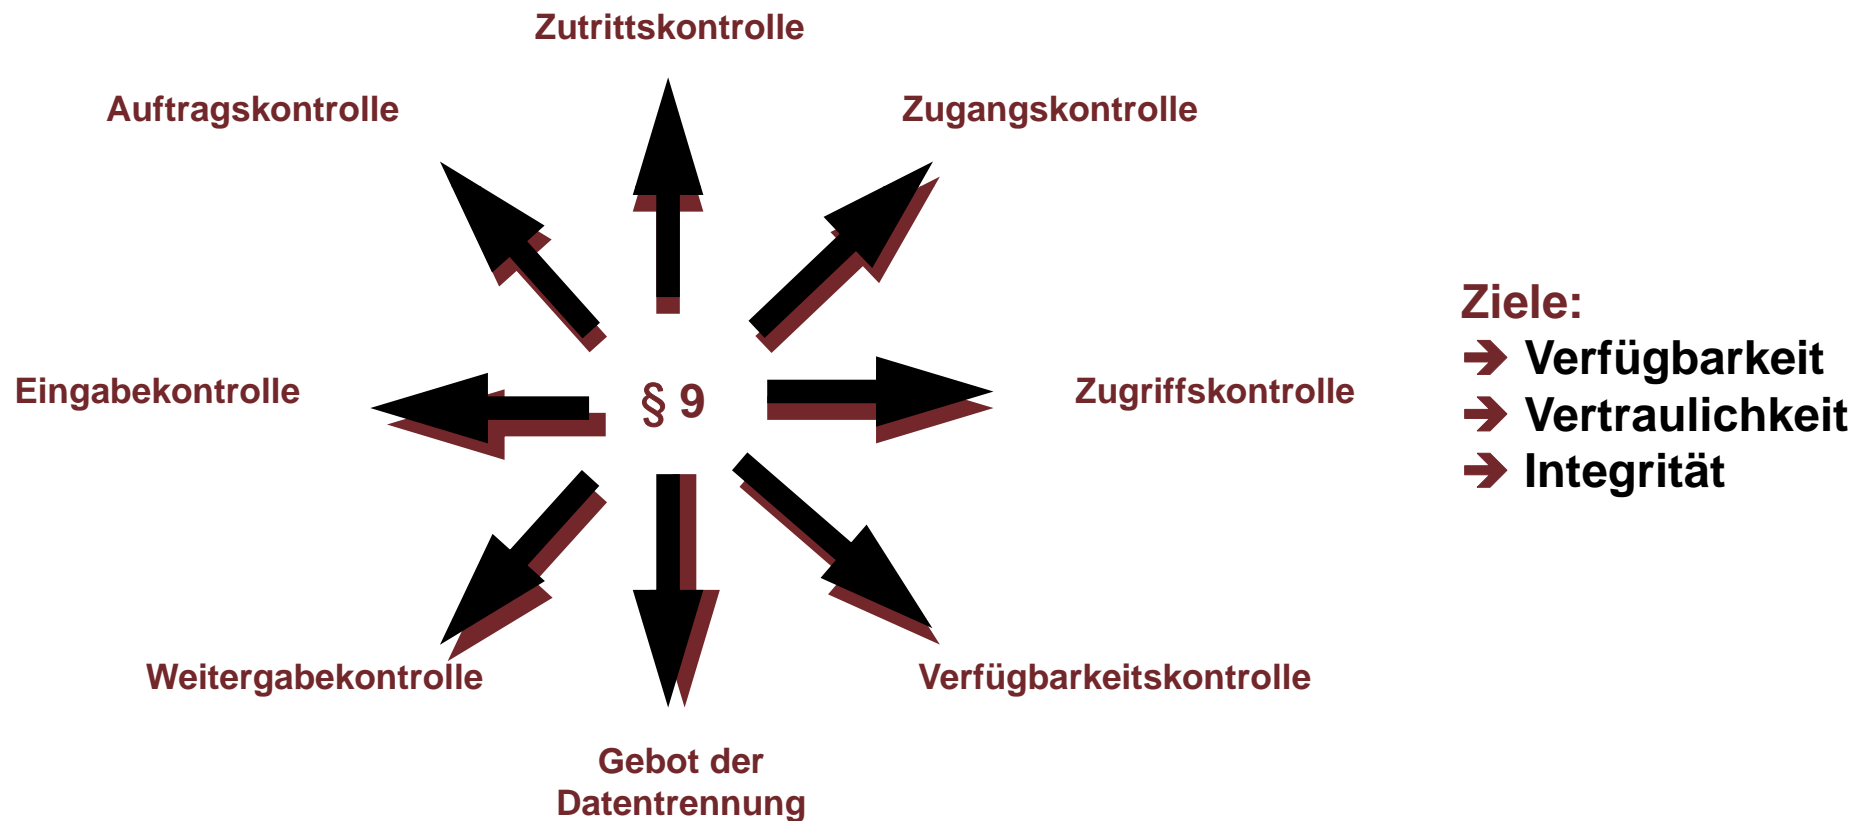 Zutrittskontrolle
Auftragskontrolle
Zugangskontrolle
Eingabekontrolle
§ 9
Zugriffskontrolle
Weitergabekontrolle
Verfügbarkeitskontrolle
Gebot der
Datentrennung
Ziele:
➔ Verfügbarkeit
➔ Vertraulichkeit
➔ Integrität